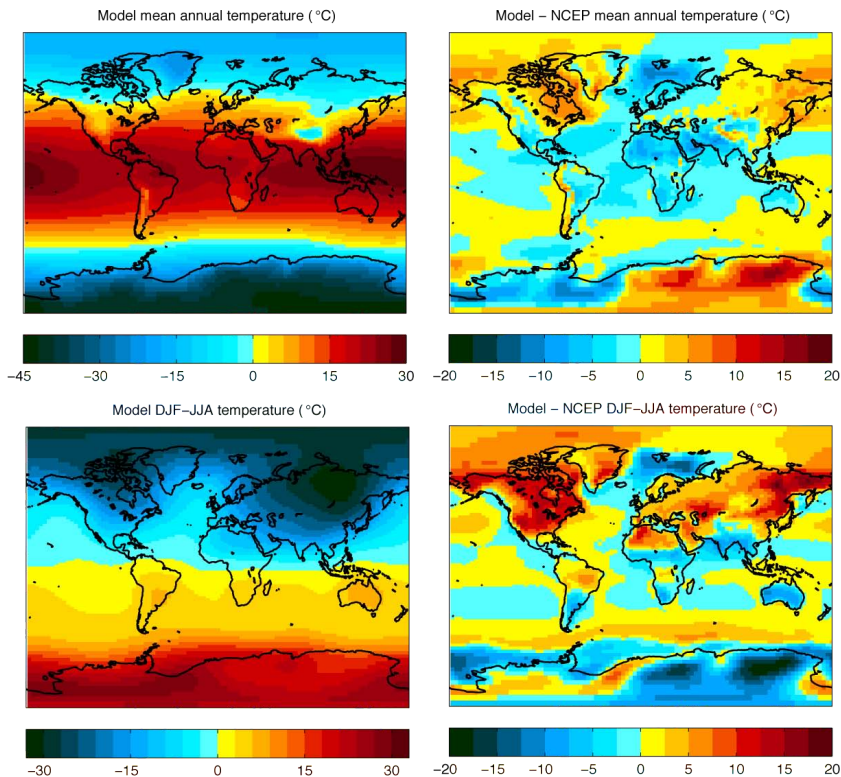 Model mean annual temperature (°C)
Model − NCEP mean annual temperature (°C)
−45 −30 −15 0 15 30
−20 −15 −10 −5 0 5 10 15 20
Model DJF−JJA temperature (°C)
Model − NCEP DJF−JJA temperature (°C)
−30 −15 0 15 30
−20 −15 −10 −5 0 5 10 15 20